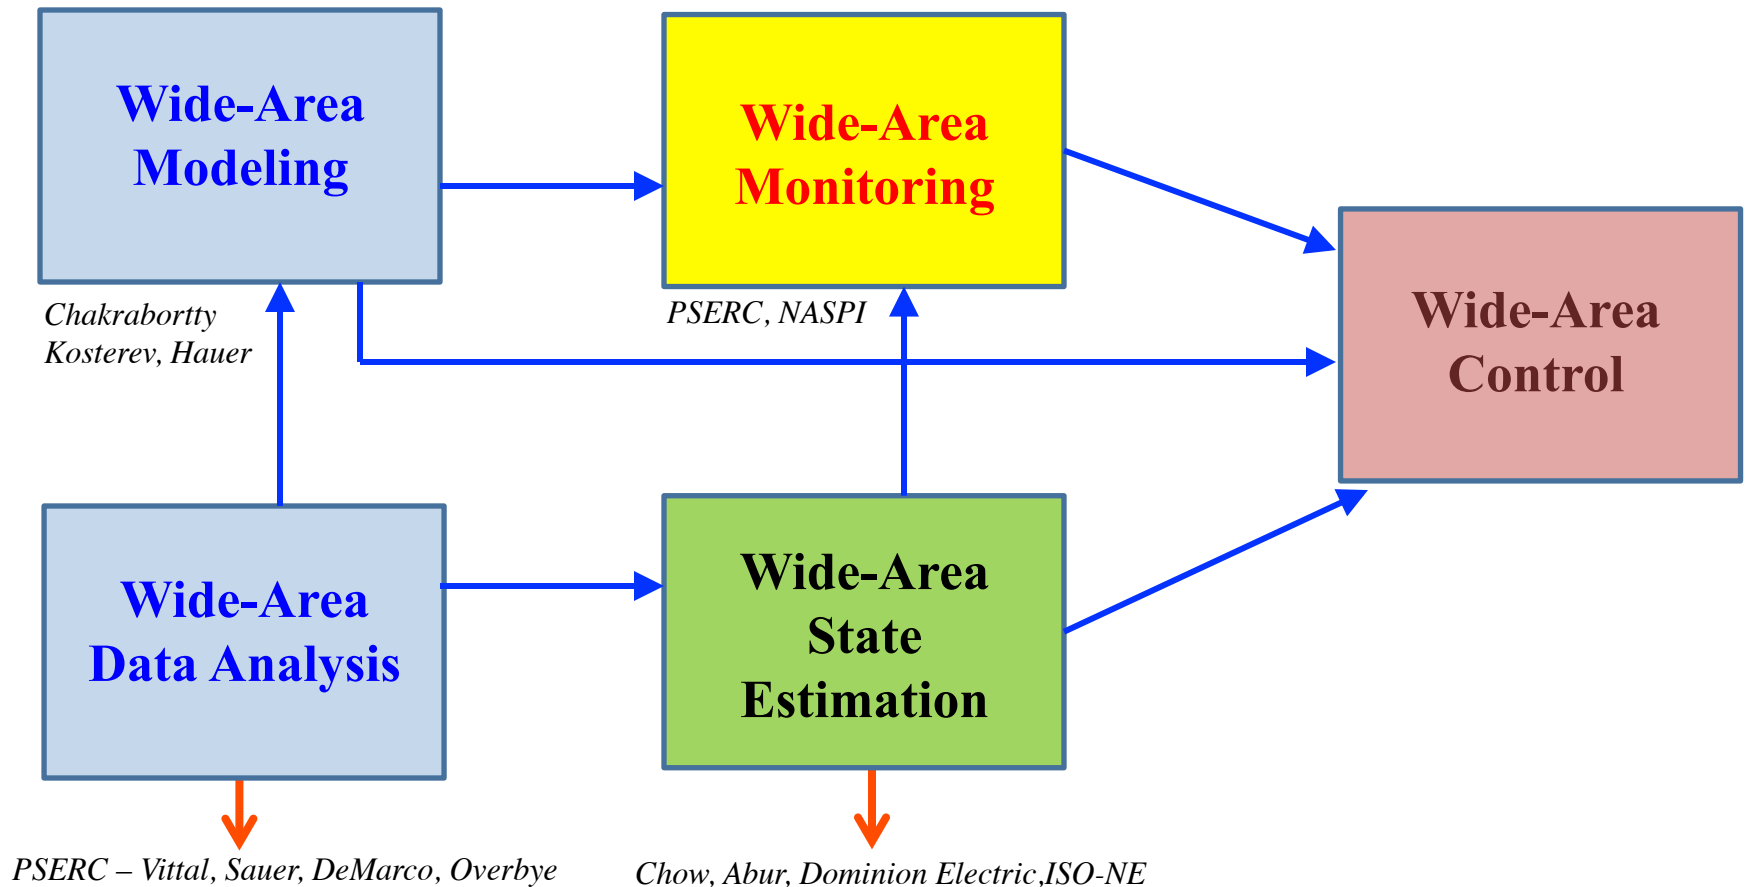 Wide-Area
Modeling
Wide-Area
Monitoring
Wide-Area
Control
Chakrabortty
Kosterev, Hauer
PSERC, NASPI
Wide-Area
Data Analysis
Wide-Area
State
Estimation
PSERC – Vittal, Sauer, DeMarco, Overbye
Chow, Abur, Dominion Electric,ISO-NE